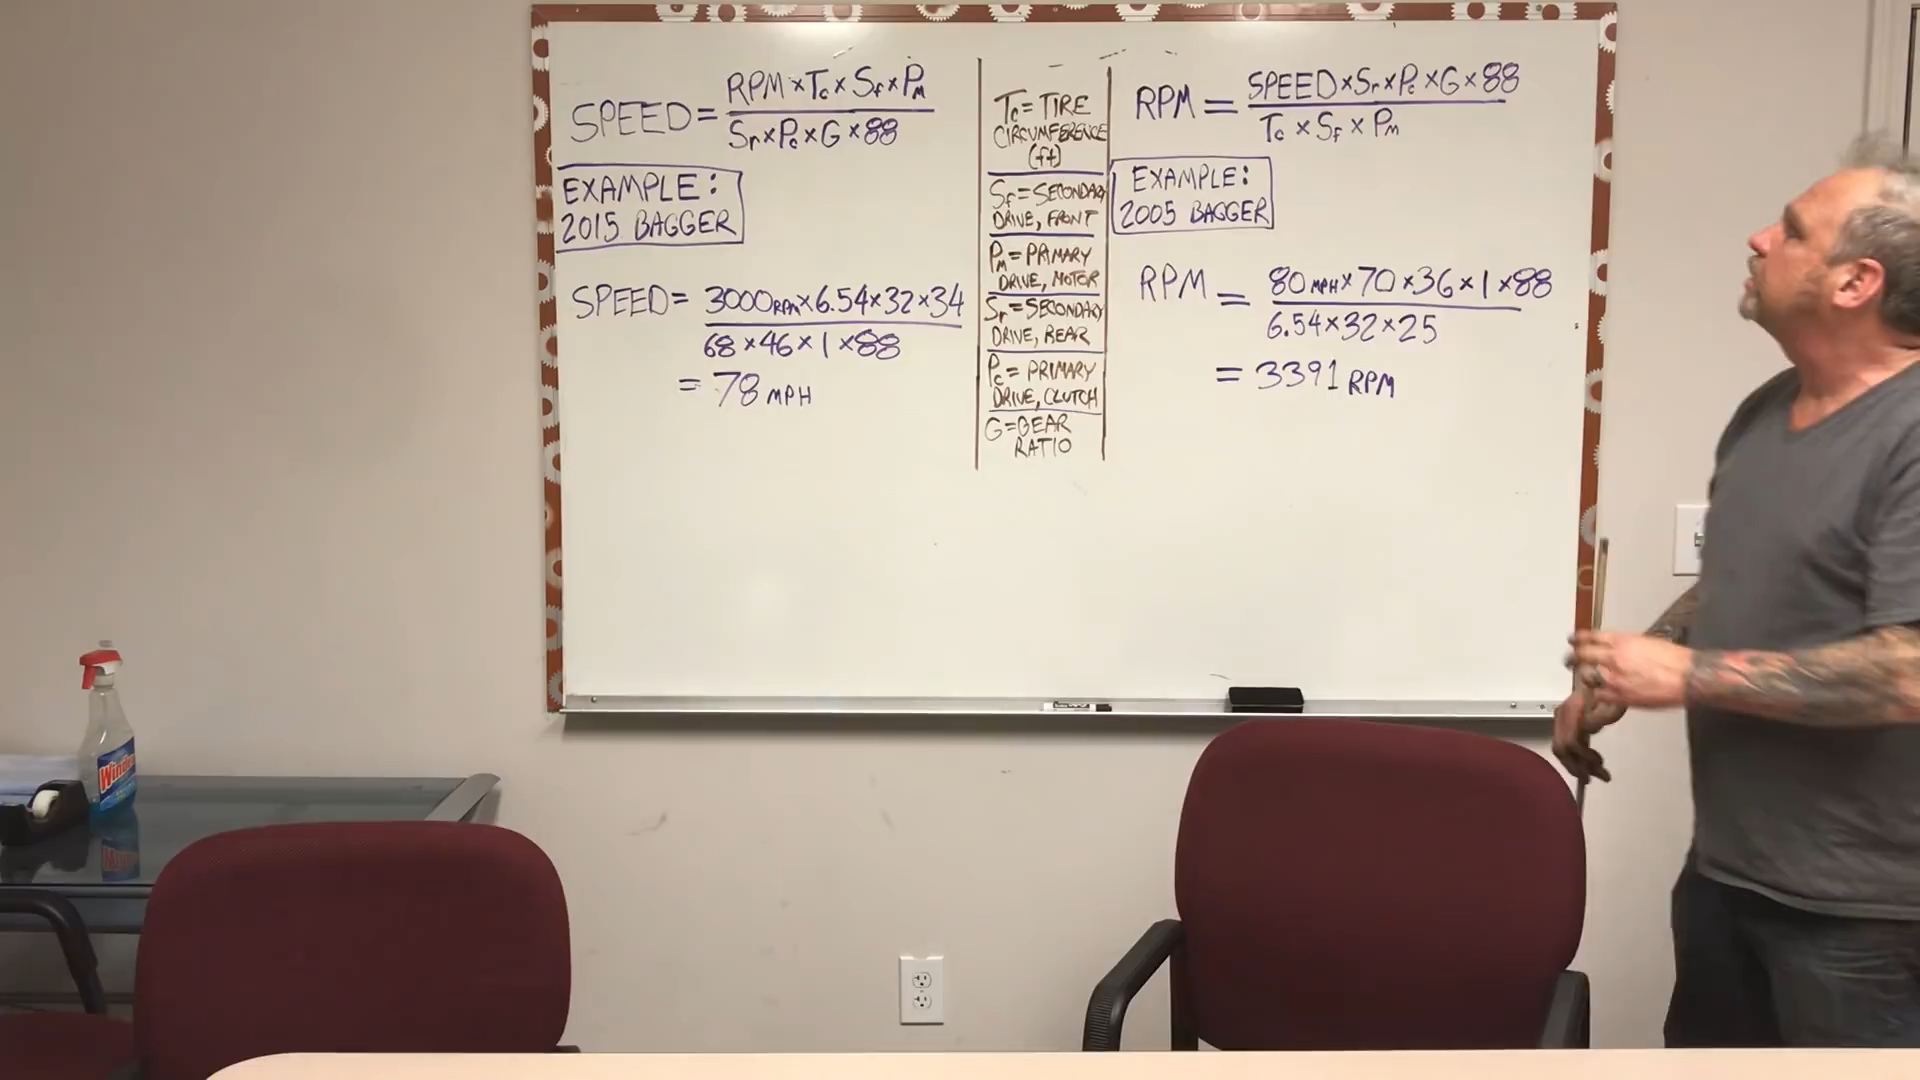 SPEED = RPM × Tc × Sf × Pm
Sr × Pc × G × 88
EXAMPLE:
2015 BAGGER
SPEED = 3000 RPM × 6.54 × 32 × 34
68 × 46 × 1 × 88
= 78 MPH
Tc = TIRE
CIRCUMFERENCE
(ft)
Sf = SECONDARY
DRIVE, FRONT
PM = PRIMARY
DRIVE, MOTOR
Sr = SECONDARY
DRIVE, REAR
Pc = PRIMARY
DRIVE, CLUTCH
G = GEAR
RATIO
RPM = SPEED × Sr × Pc × G × 88
Tc × Sf × PM
EXAMPLE:
2005 BAGGER
RPM = 80 MPH × 70 × 36 × 1 × 88
6.54 × 32 × 25
= 3391 RPM